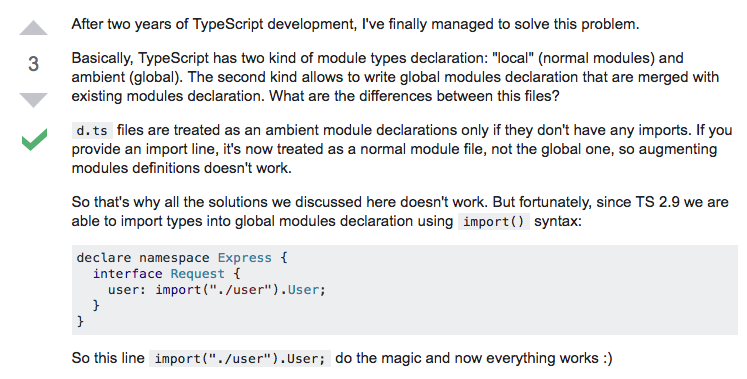 After two years of TypeScript development, I've finally managed to solve this problem.
3
Basically, TypeScript has two kind of module types declaration: "local" (normal modules) and
ambient (global). The second kind allows to write global modules declaration that are merged with
existing modules declaration. What are the differences between this files?
d.ts files are treated as an ambient module declarations only if they don't have any imports. If you
provide an import line, it's now treated as a normal module file, not the global one, so augmenting
modules definitions doesn't work.
So that's why all the solutions we discussed here doesn't work. But fortunately, since TS 2.9 we are
able to import types into global modules declaration using import() syntax:
declare namespace Express {
  interface Request {
    user: import("./user").User;
  }
}
So this line import("./user").User; do the magic and now everything works :)